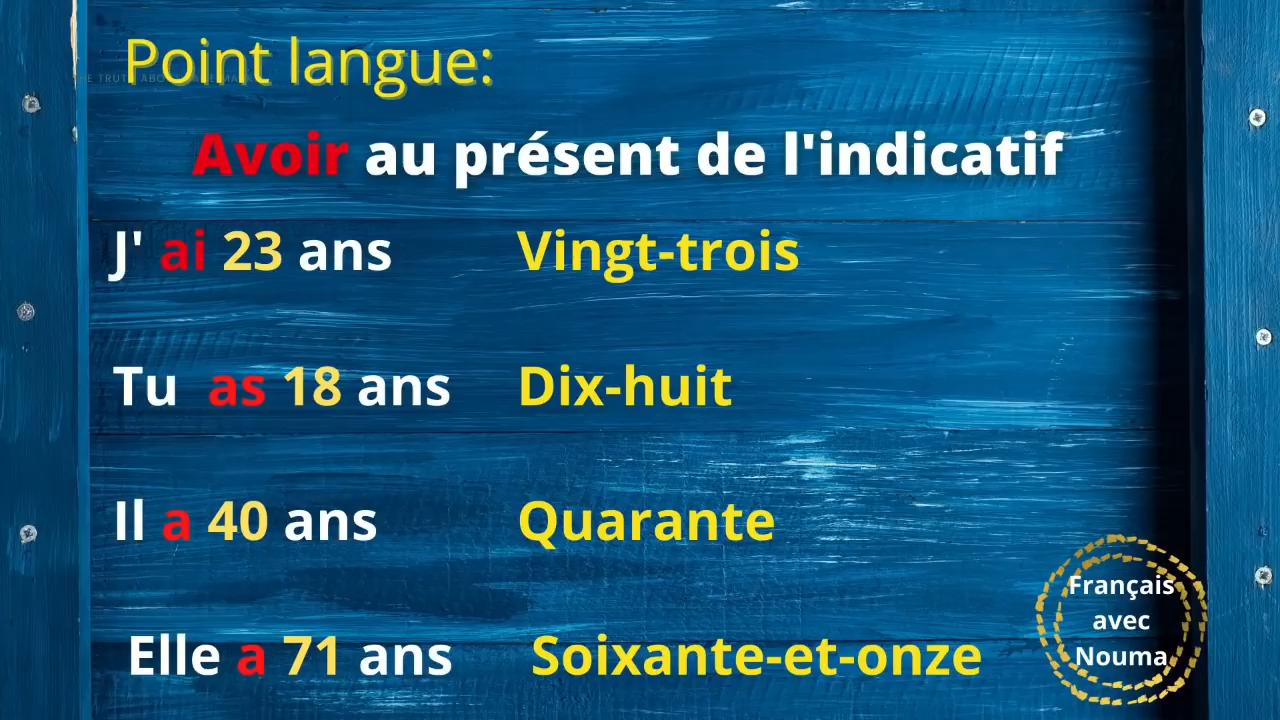 Point langue:
Avoir au présent de l'indicatif
J' ai 23 ans Vingt-trois
Tu as 18 ans Dix-huit
Il a 40 ans Quarante
Elle a 71 ans Soixante-et-onze
Français
avec
Nouma